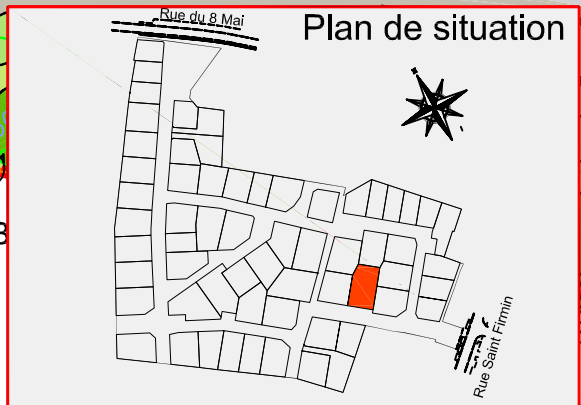 Rue du 8 Mai
Plan de situation
Rue Saint Firmin